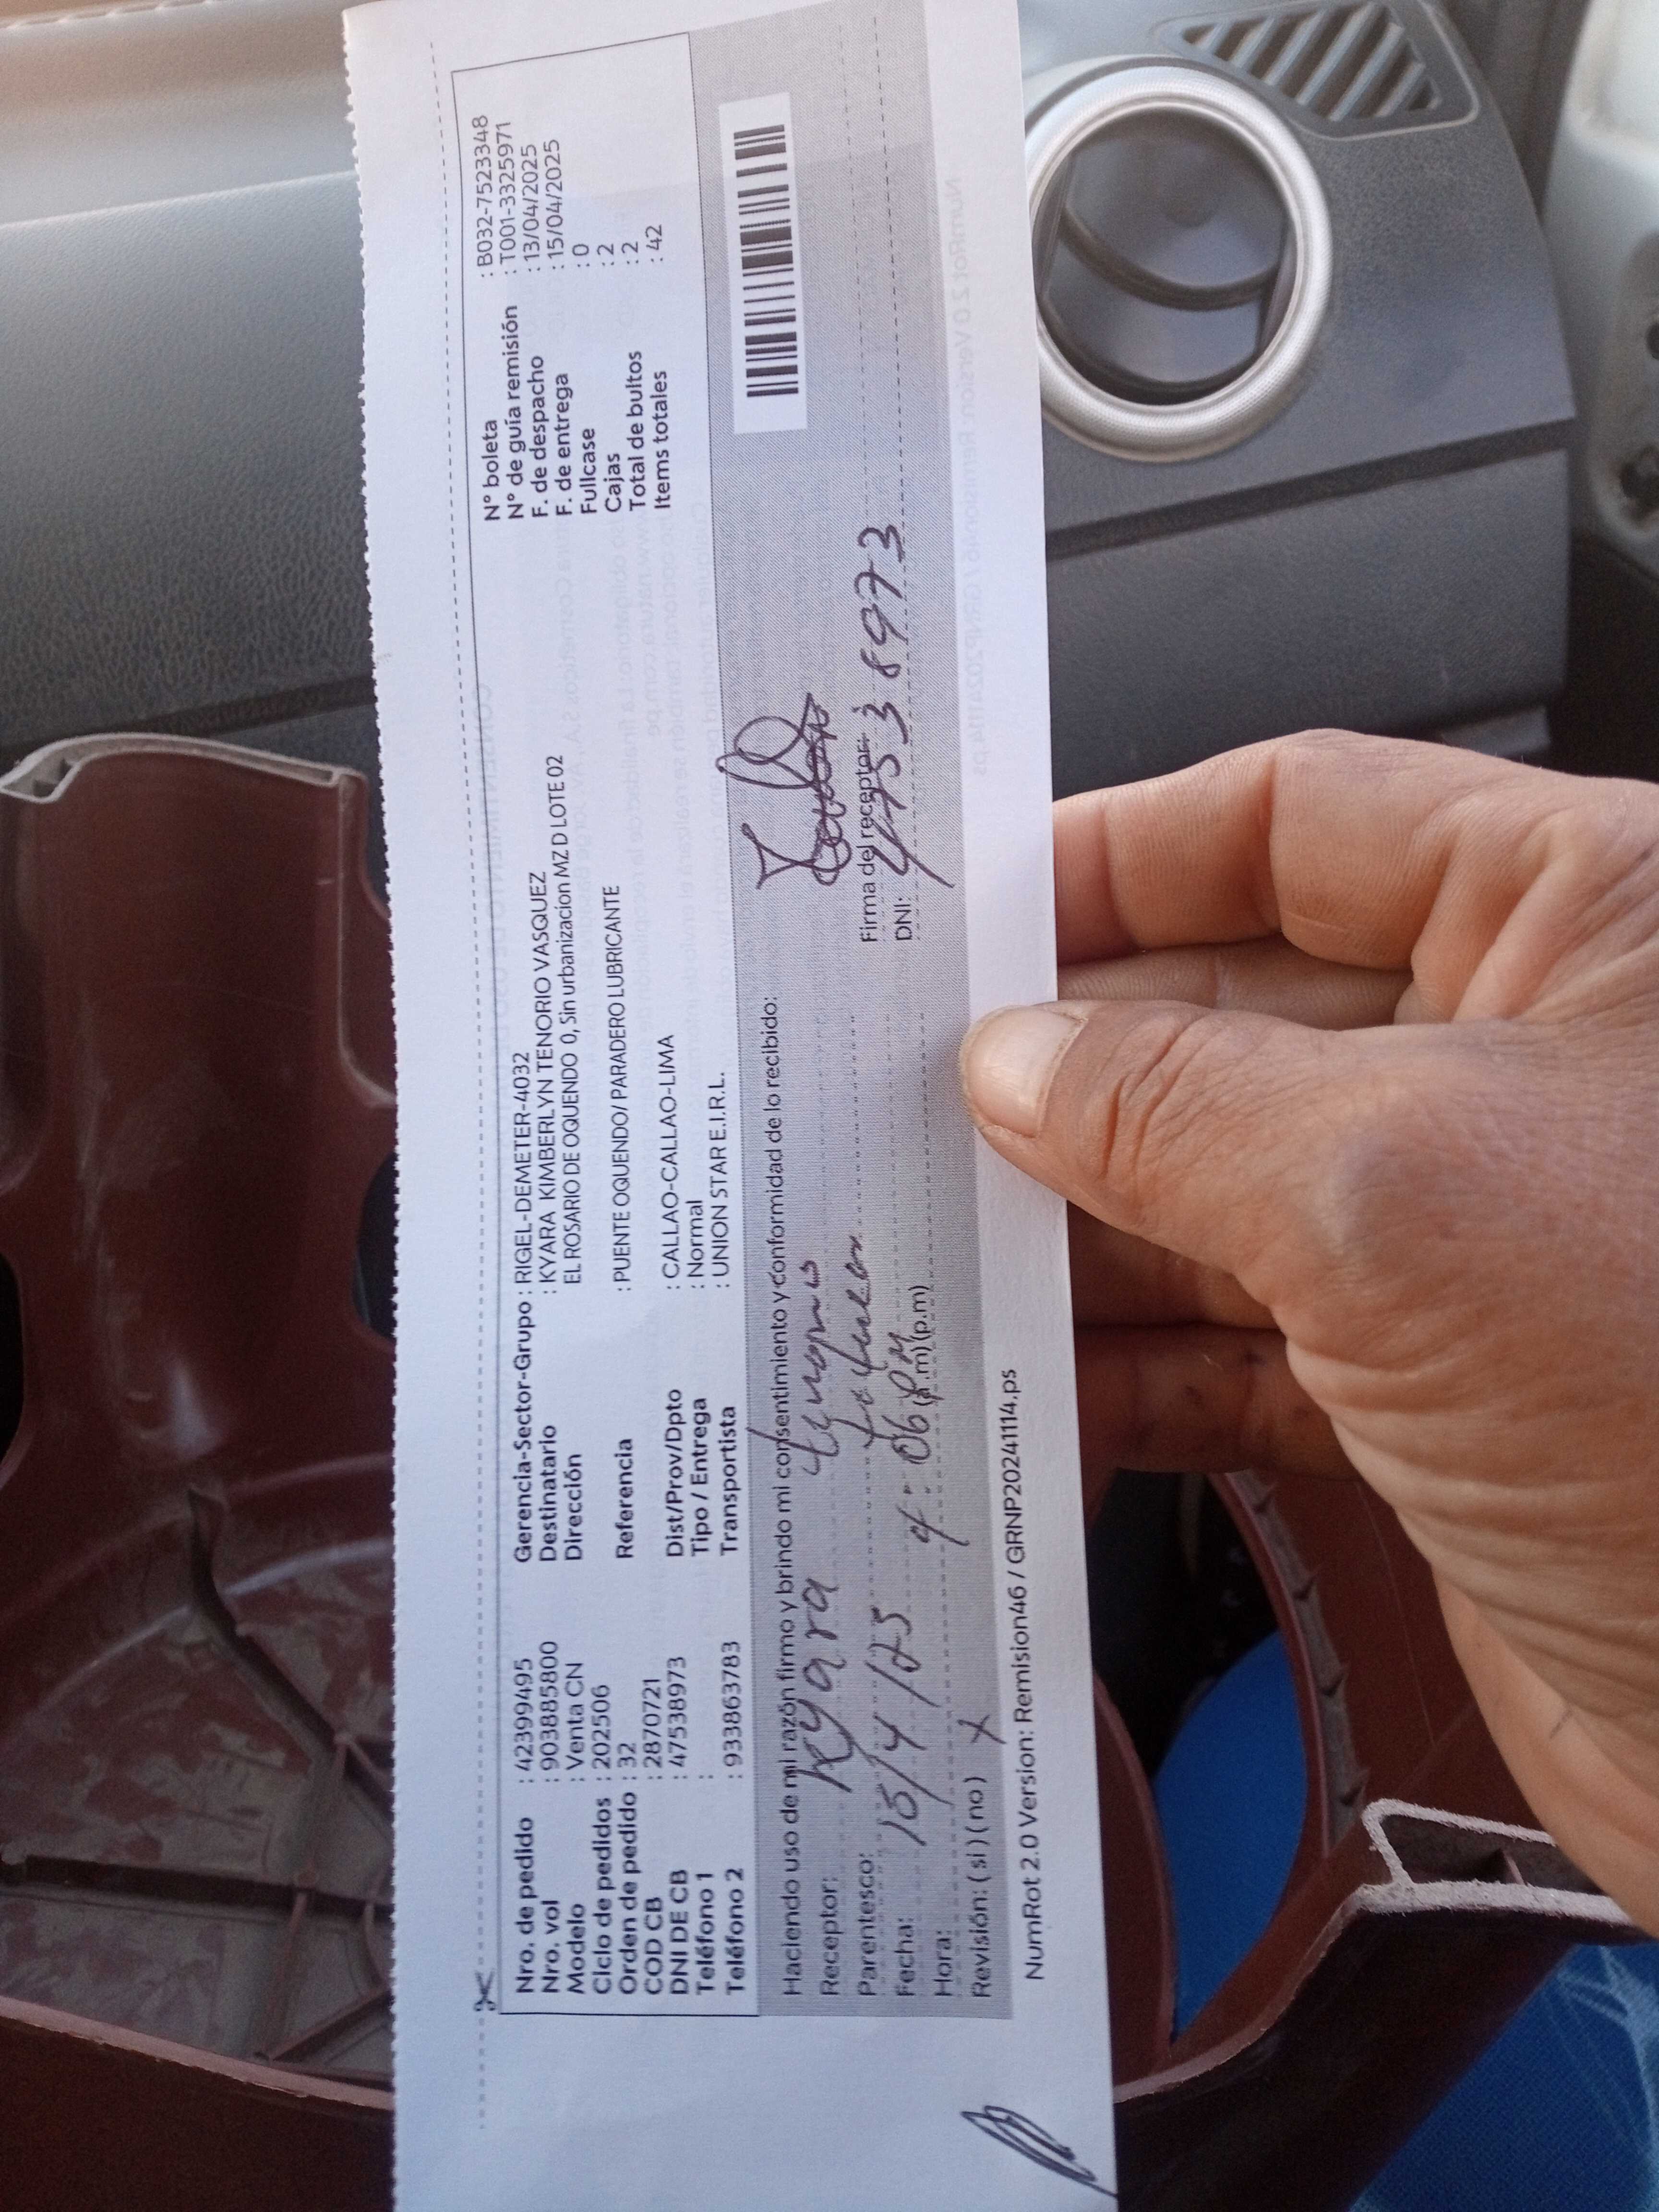 Nro. de pedido : 42399495
Nro. vol : 903885800
Modelo : Venta CN
Ciclo de pedidos : 202506
Orden de pedido : 32
COD CB : 2870721
DNI DE CB : 47538973
Teléfono 1 :
Teléfono 2 : 933863783
Gerencia-Sector-Grupo : RIGEL-DEMETER-4032
Destinatario : KYARA KIMBERLYN TENORIO VASQUEZ
Dirección EL ROSARIO DE OQUENDO 0, Sin urbanizacion MZ D LOTE 02
Referencia : PUENTE OQUENDO/ PARADERO LUBRICANTE
Dist/Prov/Dpto : CALLAO-CALLAO-LIMA
Tipo / Entrega : Normal
Transportista : UNION STAR E.I.R.L.
N° boleta : B032-7523348
N° de guía remisión : T001-3325971
F. de despacho : 13/04/2025
F. de entrega : 15/04/2025
Fullcase : 0
Cajas : 2
Total de bultos : 2
Items totales : 42
Haciendo uso de mi razón firmo y brindo mi consentimiento y conformidad de lo recibido:
Receptor: Kyara
Parentesco:
Fecha: 15/4/25
Hora: 4:06 PM (a.m)(p.m)
Revisión: ( si ) ( no ) X
Firma del receptor:
DNI: 47538973
NumRot 2.0 Version: Remision46 / GRNP20241114.ps